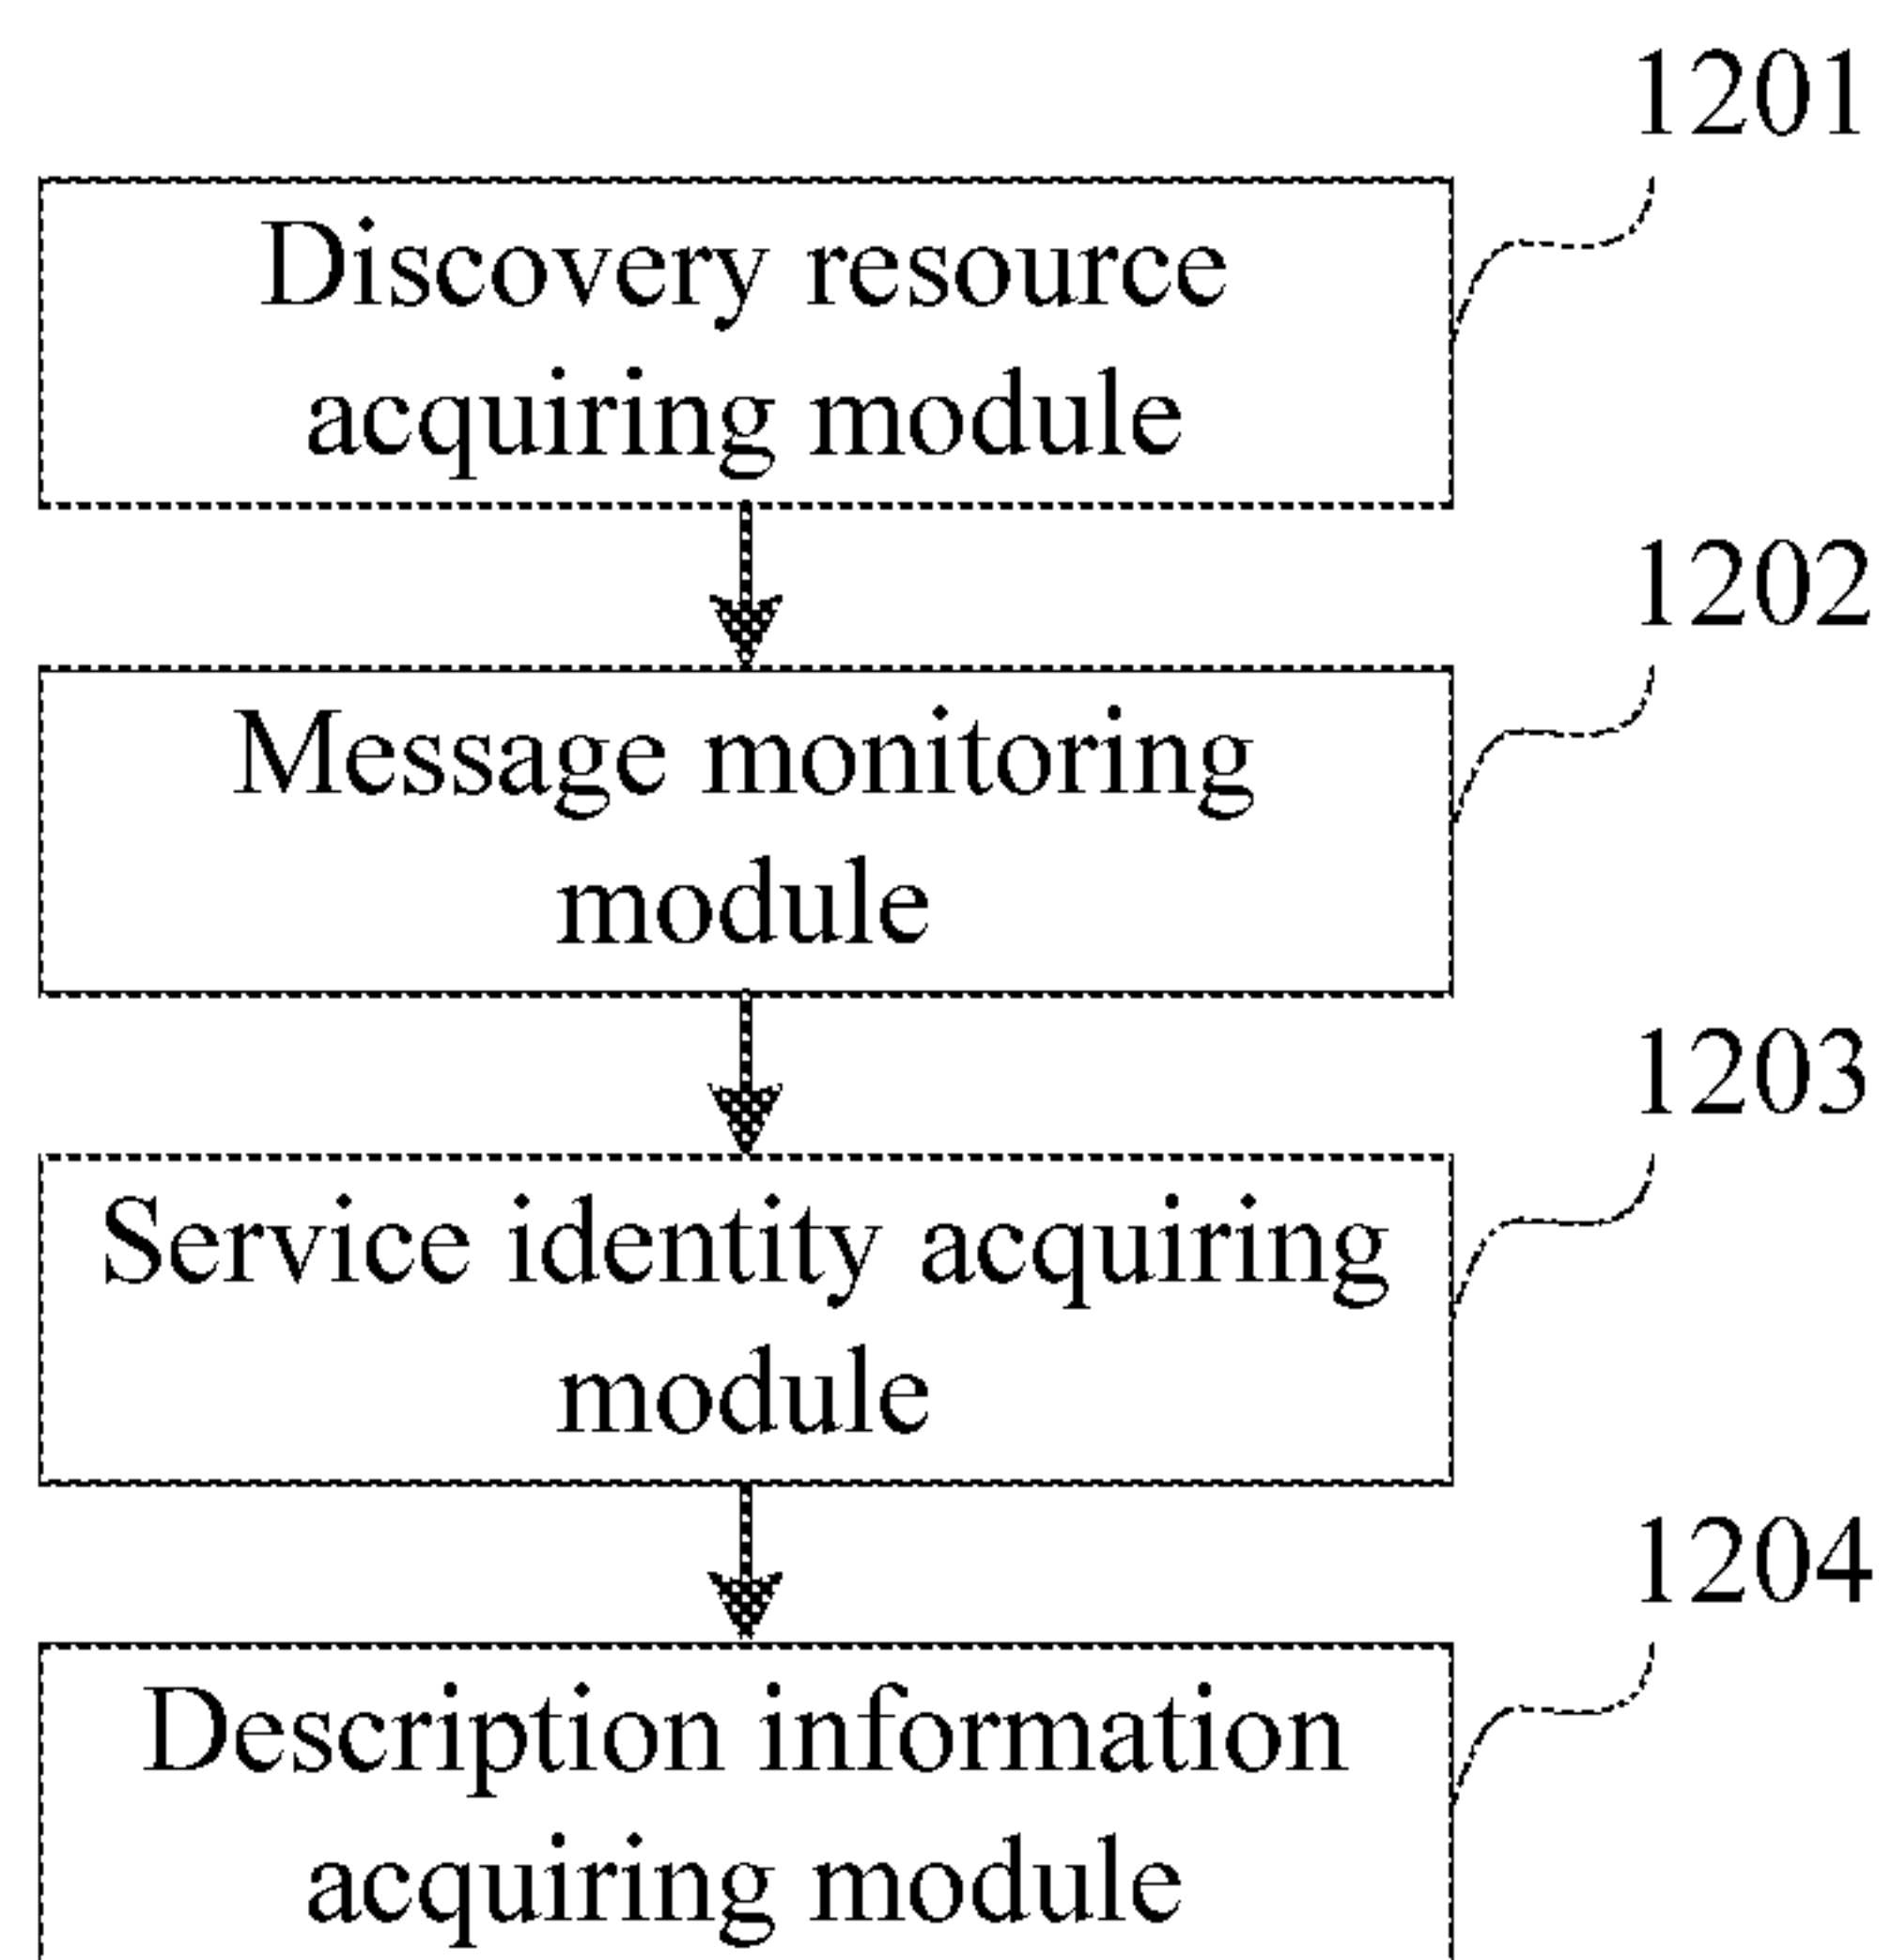 1201
Discovery resource
acquiring module
1202
Message monitoring
module
1203
Service identity acquiring
module
1204
Description information
acquiring module